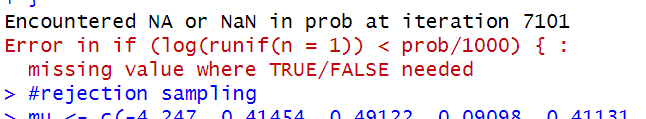 Encountered NA or NaN in prob at iteration 7101
Error in if (log(runif(n = 1)) < prob/1000) { :
  missing value where TRUE/FALSE needed
> #rejection sampling
> mu <- c(-4.247, 0.41454, 0.49122, 0.09098, 0.41131